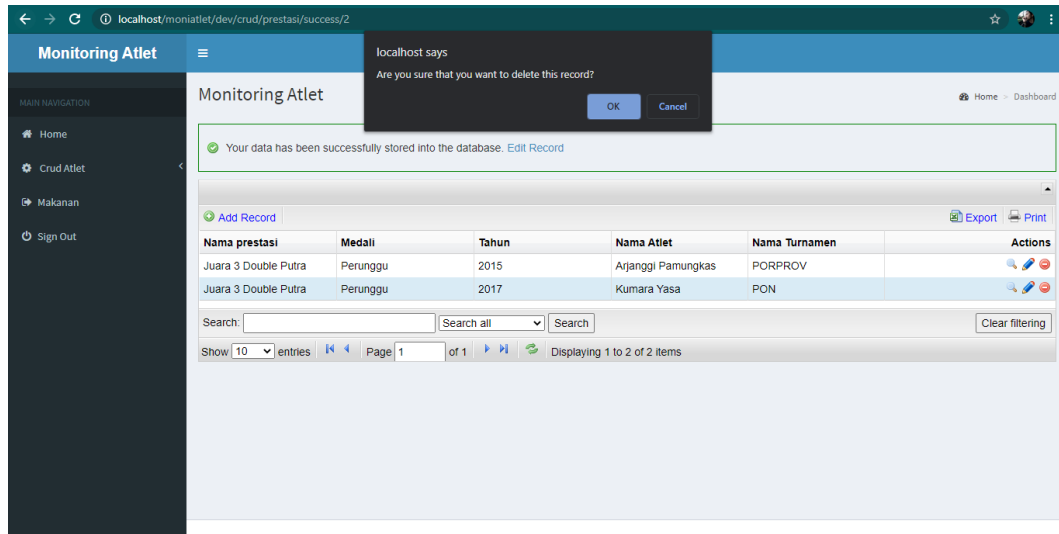 localhost/moniatlet/dev/crud/prestasi/success/2
Monitoring Atlet
localhost says
Are you sure that you want to delete this record?
OK Cancel
MAIN NAVIGATION
Home
Crud Atlet
Makanan
Sign Out
Monitoring Atlet
Home > Dashboard
Your data has been successfully stored into the database. Edit Record
Add Record Export Print
Nama prestasi Medali Tahun Nama Atlet Nama Turnamen Actions
Juara 3 Double Putra Perunggu 2015 Arjanggi Pamungkas PORPROV
Juara 3 Double Putra Perunggu 2017 Kumara Yasa PON
Search: Search all Search Clear filtering
Show 10 entries Page 1 of 1 Displaying 1 to 2 of 2 items